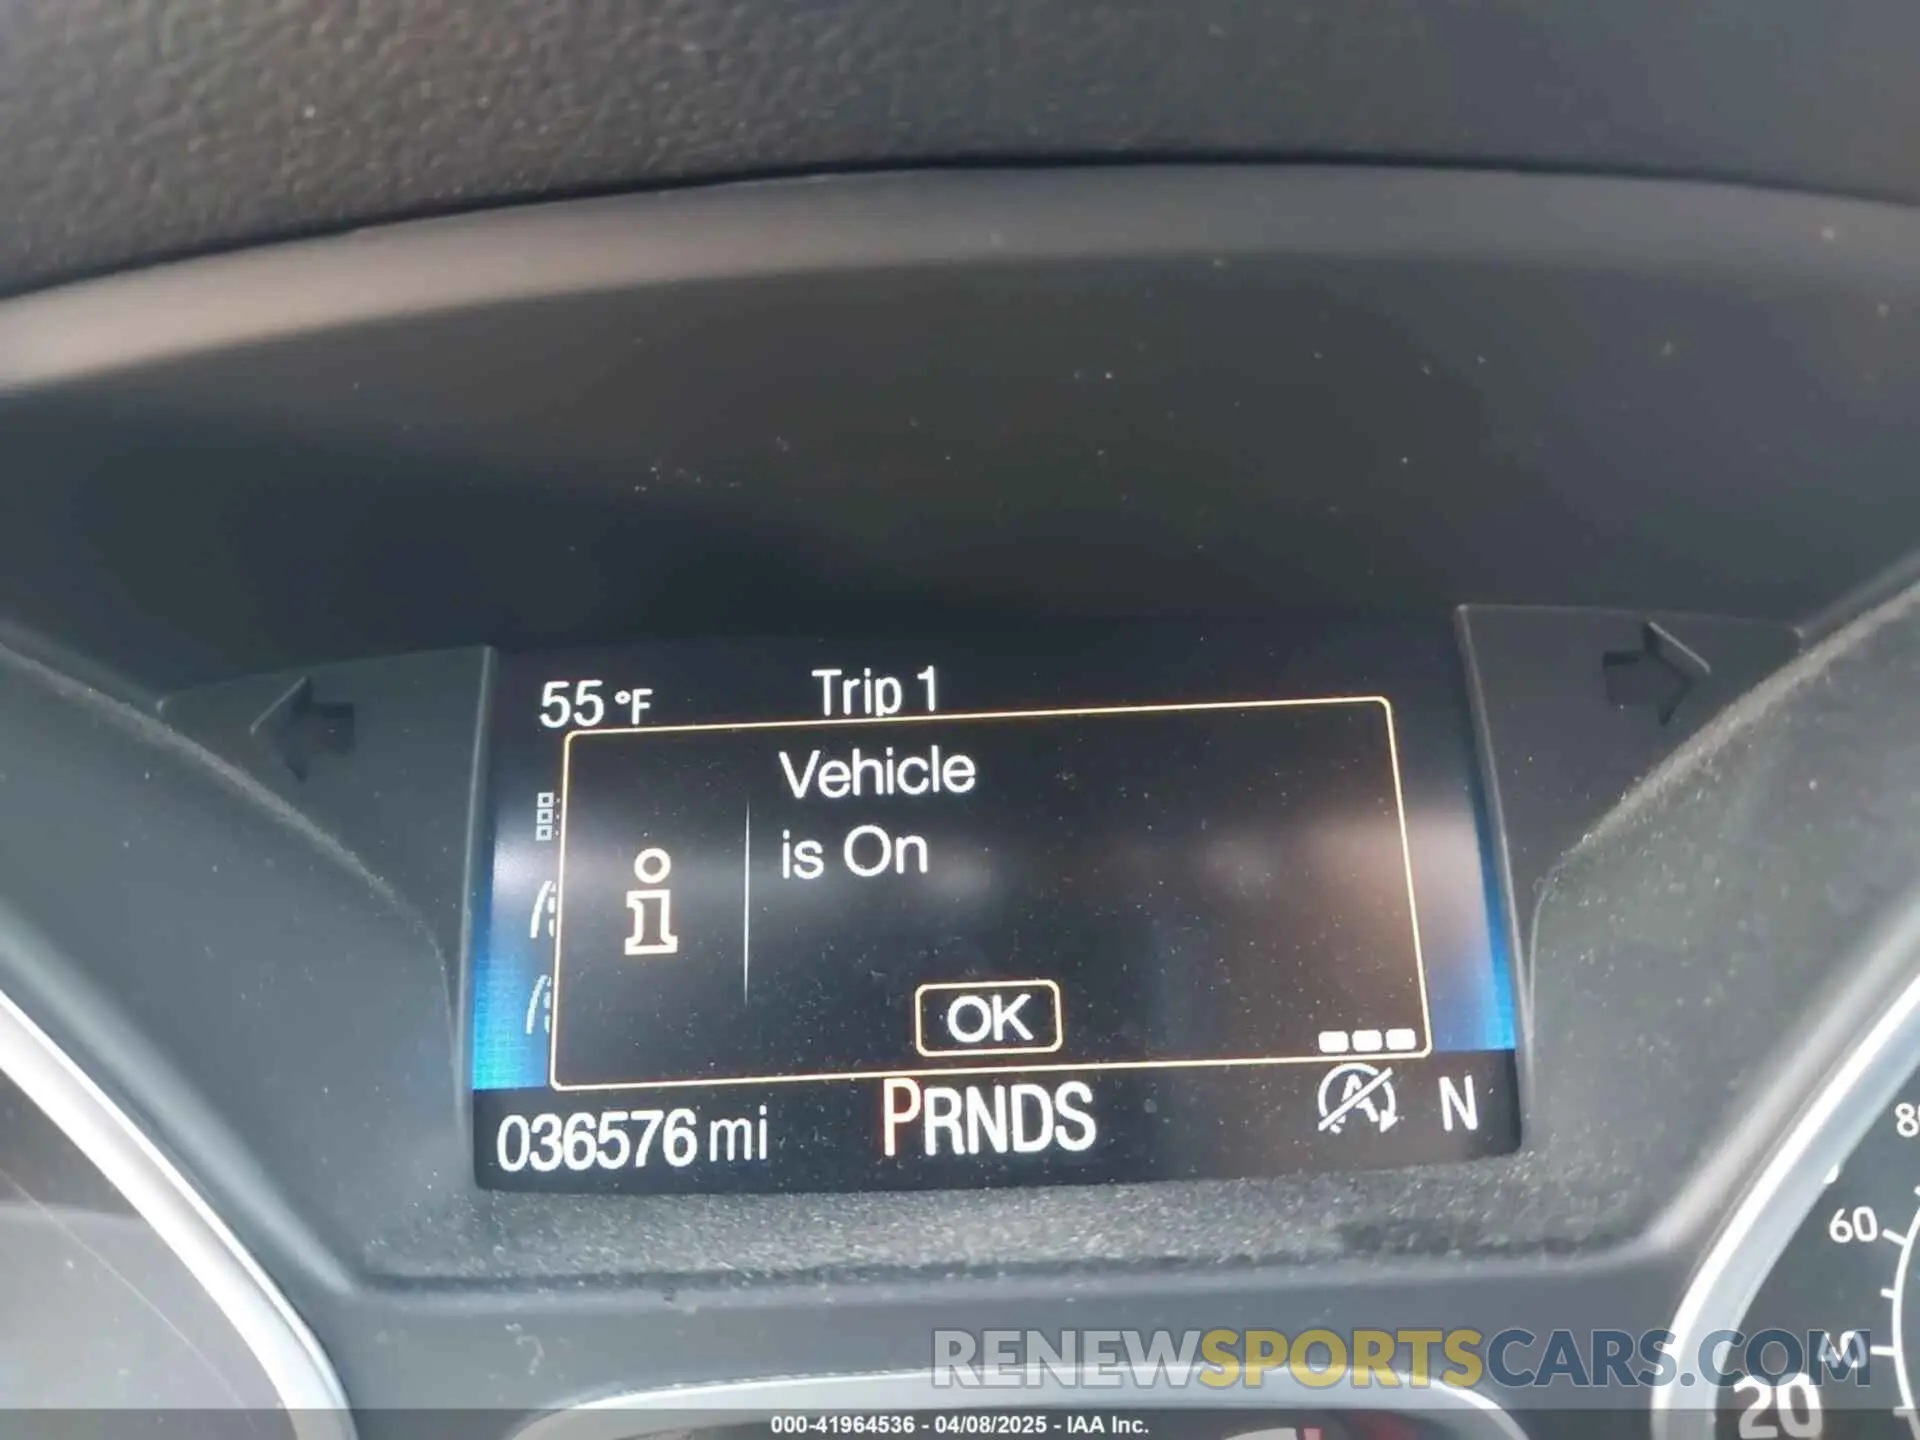 55 °F
Trip 1
Vehicle
is On
OK
036576 mi
PRNDS
N
60
40
20
RENEWSPORTSCARS.COM
000-41964536 - 04/08/2025 - IAA Inc.